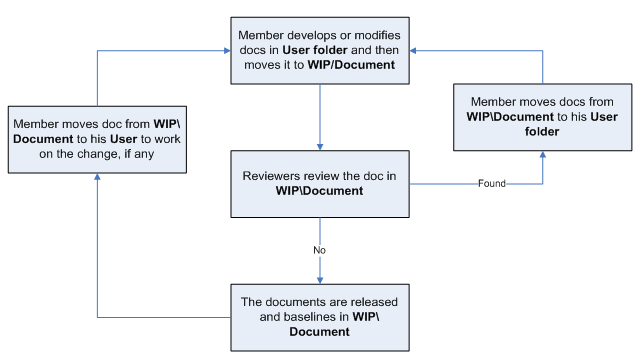 Member develops or modifies
docs in User folder and then
moves it to WIP/Document
Member moves doc from WIP\
Document to his User to work
on the change, if any
Member moves docs from
WIP\Document to his User
folder
Reviewers review the doc in
WIP\Document
Found
No
The documents are released
and baselines in WIP\
Document